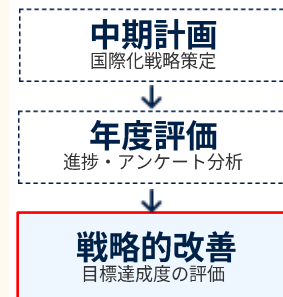 中期計画
国際化戦略策定
年度評価
進捗・アンケート分析
戦略的改善
目標達成度の評価